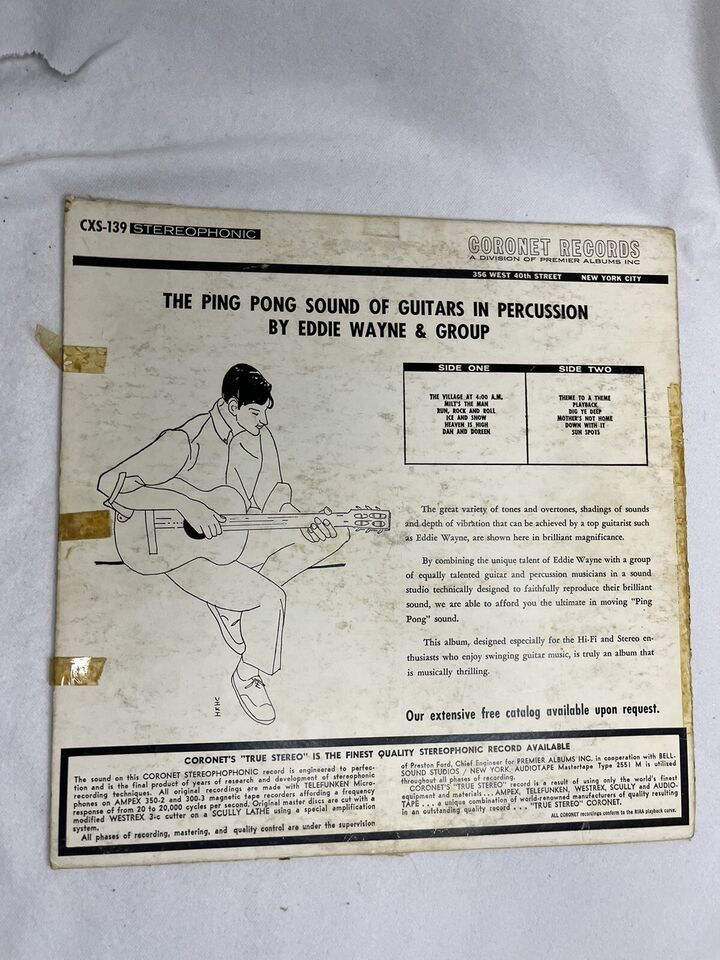 CXS-139 STEREOPHONIC
CORONET RECORDS
A DIVISION OF PREMIER ALBUMS INC
356 WEST 40th STREET NEW YORK CITY
THE PING PONG SOUND OF GUITARS IN PERCUSSION
BY EDDIE WAYNE & GROUP
SIDE ONE
THE VILLAGE AT 4:00 A.M.
MILT'S THE MAN
RUN, ROCK AND ROLL
ICE AND SNOW
HEAVEN IS HIGH
DAN AND DOREEN
SIDE TWO
THEME TO A THEME
PLAYBACK
DIG YE DEEP
MOTHER'S NOT HOME
DOWN WITH IT
SUN SPOTS
The great variety of tones and overtones, shadings of sounds
and depth of vibration that can be achieved by a top guitarist such
as Eddie Wayne, are shown here in brilliant magnificance.
By combining the unique talent of Eddie Wayne with a group
of equally talented guitar and percussion musicians in a sound
studio technically designed to faithfully reproduce their brilliant
sound, we are able to afford you the ultimate in moving "Ping
Pong" sound.
This album, designed especially for the Hi-Fi and Stereo en-
thusiasts who enjoy swinging guitar music, is truly an album that
is musically thrilling.
Our extensive free catalog available upon request.
HKHC
CORONET'S "TRUE STEREO" IS THE FINEST QUALITY STEREOPHONIC RECORD AVAILABLE
The sound on this CORONET STEREOPHOPHONIC record is engineered to perfec-
tion and is the final product of years of research and development of stereophonic
recording techniques. All original recordings are made with TELEFUNKEN Micro-
phones on AMPEX 350-2 and 300-3 magnetic tape recorders affording a frequency
response of from 20 to 20,000 cycles per second. Original master discs are cut with a
modified WESTREX 3-c cutter on a SCULLY LATHE using a special amplification
system.
All phases of recording, mastering, and quality control are under the supervision
of Preston Ford, Chief Engineer for PREMIER ALBUMS INC. in cooperation with BELL-
SOUND STUDIOS / NEW YORK. AUDIOTAPE Mastertape Type 2551 M is utilized
throughout all phases of recording.
CORONET'S "TRUE STEREO" record is a result of using only the world's finest
equipment and materials ... AMPEX, TELEFUNKEN, WESTREX, SCULLY and AUDIO-
TAPE ... a unique combination of world-renowned manufacturers of quality resulting
in an outstanding quality record ... "TRUE STEREO" CORONET.
ALL CORONET recordings conform to the RIAA playback curve.